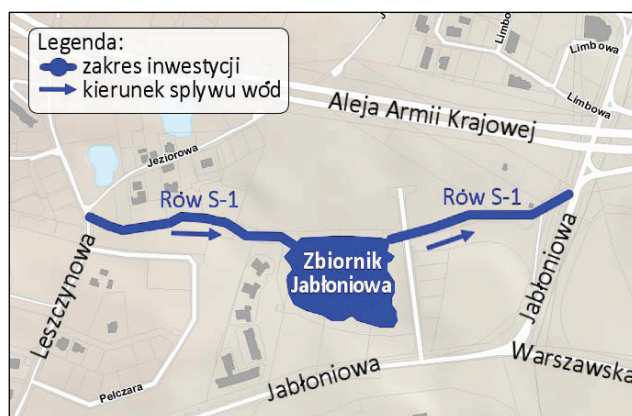 Legenda:
zakres inwestycji
kierunek spływu wód
Limbowa
Limbowa
Aleja Armii Krajowej
Jeziorowa
Rów S-1
Rów S-1
Zbiornik
Jabłoniowa
Leszczynowa
Jabłoniowa
Warszawska
Jabłoniowa
Pelczara